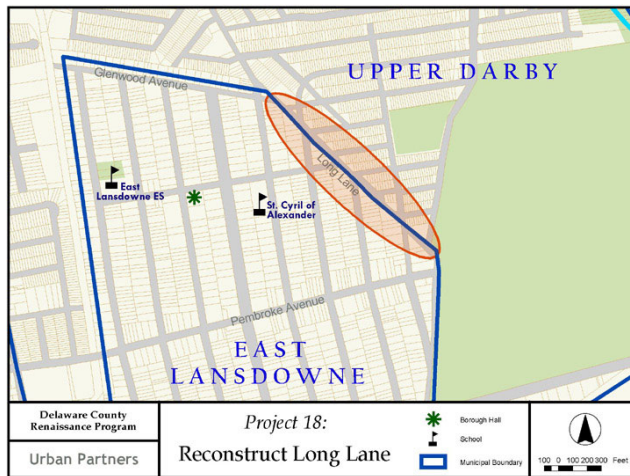 UPPER DARBY
Glenwood Avenue
Long Lane
East
Lansdowne ES
St. Cyril of
Alexander
Pembroke Avenue
EAST
LANSDOWNE
Delaware County
Renaissance Program
Urban Partners
Project 18:
Reconstruct Long Lane
Borough Hall
School
Municipal Boundary
100 0 100 200 300 Feet